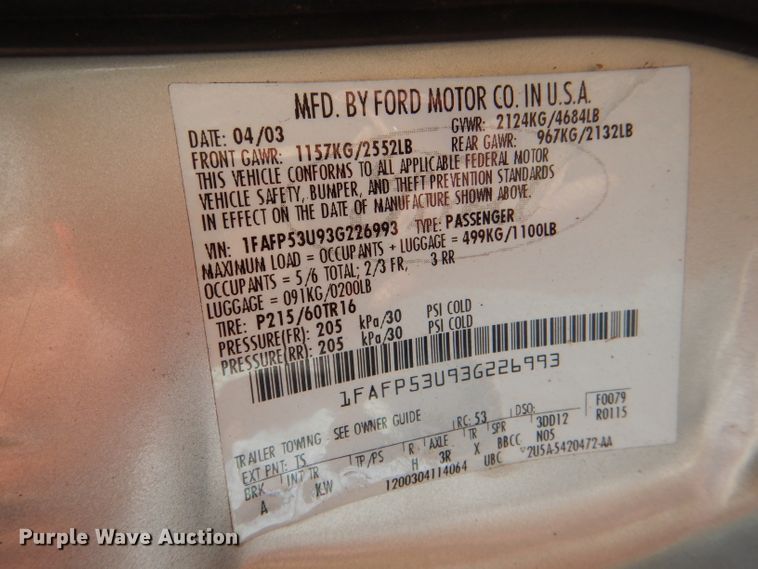 MFD. BY FORD MOTOR CO. IN U.S.A.
DATE: 04/03 GVWR: 2124KG/4684LB
FRONT GAWR: 1157KG/2552LB REAR GAWR: 967KG/2132LB
THIS VEHICLE CONFORMS TO ALL APPLICABLE FEDERAL MOTOR
VEHICLE SAFETY, BUMPER, AND THEFT PREVENTION STANDARDS
IN EFFECT ON THE DATE OF MANUFACTURE SHOWN ABOVE.
VIN: 1FAFP53U93G226993 TYPE: PASSENGER
MAXIMUM LOAD = OCCUPANTS + LUGGAGE = 499KG/1100LB
OCCUPANTS = 5/6 TOTAL; 2/3 FR, 3 RR
LUGGAGE = 091KG/0200LB
TIRE: P215/60TR16
PRESSURE(FR): 205 kPa/30 PSI COLD
PRESSURE(RR): 205 kPa/30 PSI COLD
1FAFP53U93G226993
TRAILER TOWING - SEE OWNER GUIDE
EXT PNT: TS RC: 53 DSO: F0079
BRK INT TR TP/PS R AXLE TR SPR 3DD12 R0115
A KW H 3R X BBCC N05
1200304114064 UBC 2U5A-5420472-AA
Purple Wave Auction